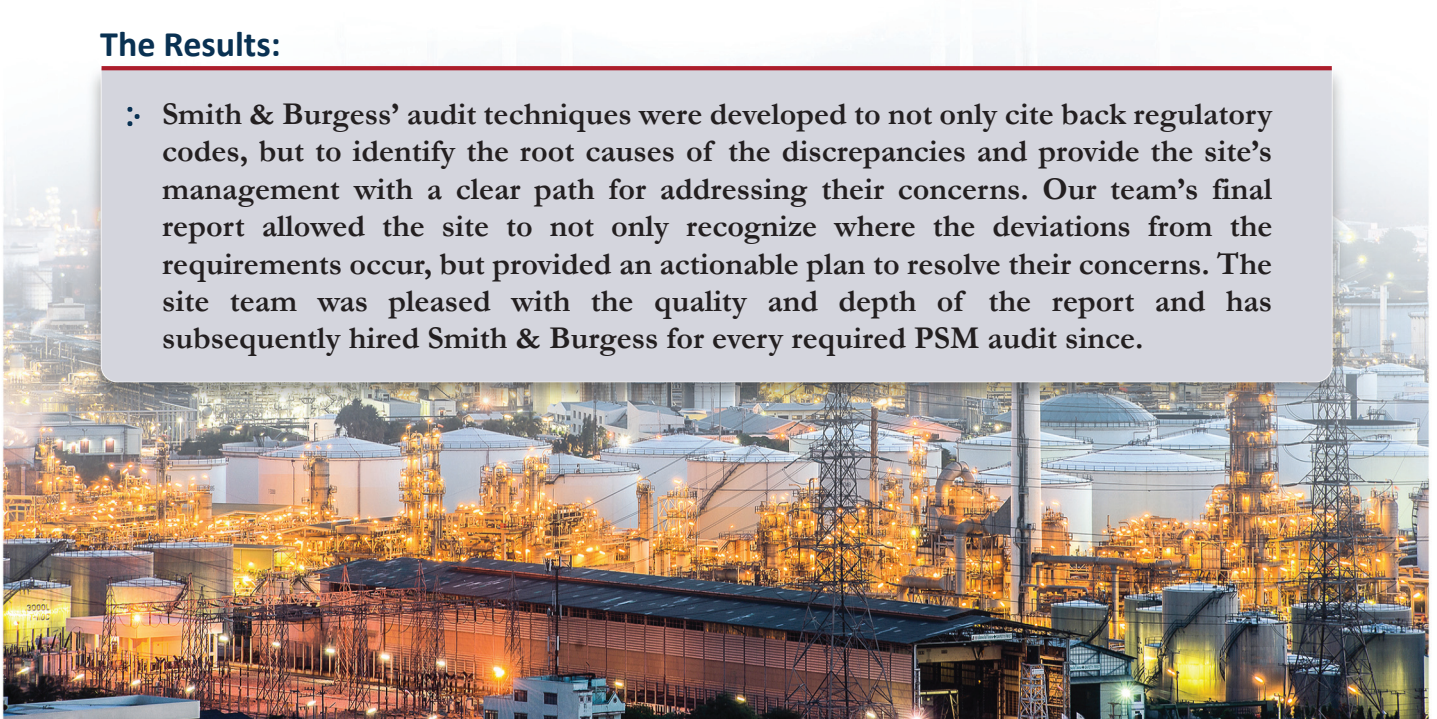 The Results:
Smith & Burgess’ audit techniques were developed to not only cite back regulatory
codes, but to identify the root causes of the discrepancies and provide the site’s
management with a clear path for addressing their concerns. Our team’s final
report allowed the site to not only recognize where the deviations from the
requirements occur, but provided an actionable plan to resolve their concerns. The
site team was pleased with the quality and depth of the report and has
subsequently hired Smith & Burgess for every required PSM audit since.